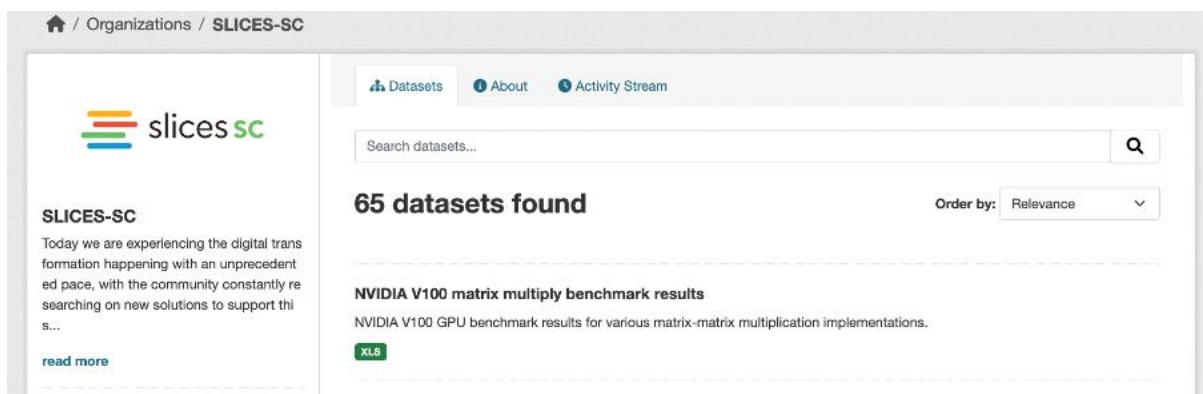 / Organizations / SLICES-SC
slices sc
SLICES-SC
Today we are experiencing the digital trans
formation happening with an unprecedent
ed pace, with the community constantly re
searching on new solutions to support thi
s...
read more
Datasets About Activity Stream
Search datasets...
65 datasets found
Order by: Relevance
NVIDIA V100 matrix multiply benchmark results
NVIDIA V100 GPU benchmark results for various matrix-matrix multiplication implementations.
XLS